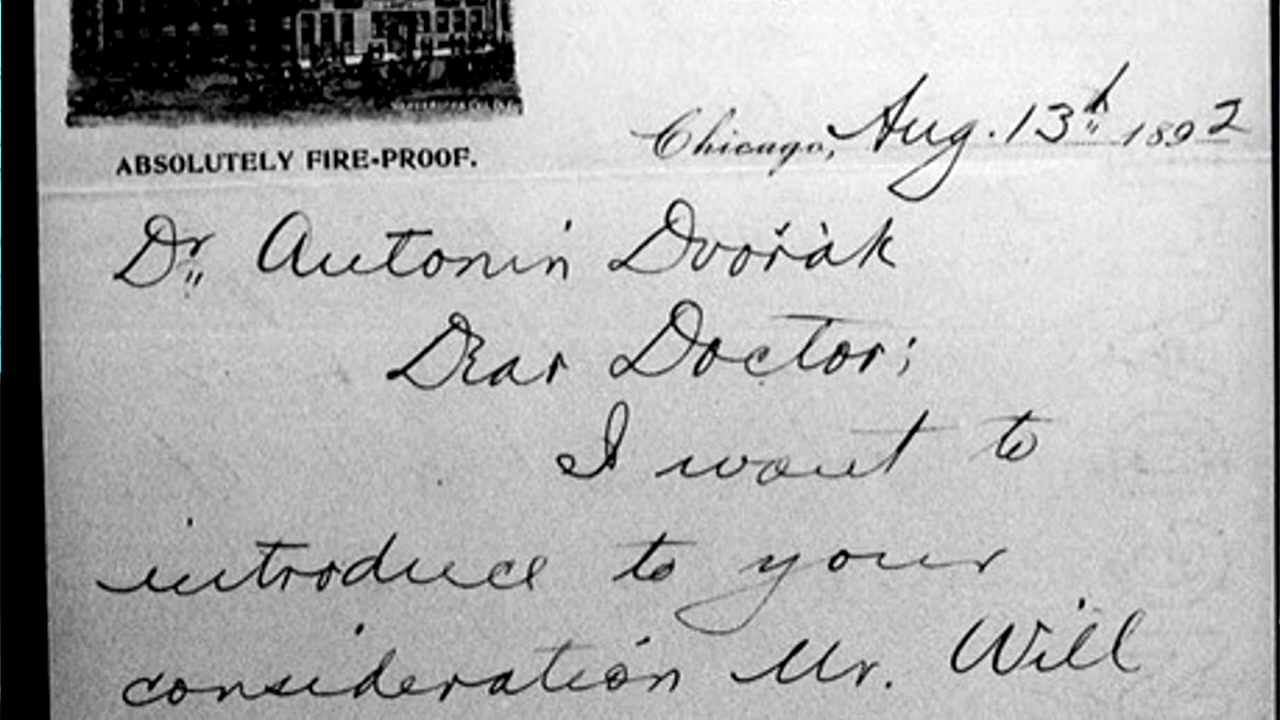 ABSOLUTELY FIRE-PROOF.
Chicago, Aug. 13th 1892
Dr. Antonín Dvořák
Dear Doctor;
I want to
introduce to your
consideration Mr. Will